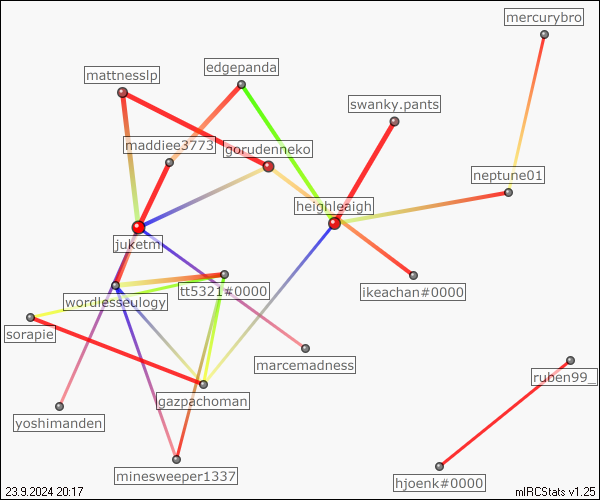 mercurybro
edgepanda
mattnesslp
swanky.pants
maddiee3773
gorudenneko
neptune01
heighleaigh
juketm
tt5321#0000
ikeachan#0000
wordlesseulogy
sorapie
marcemadness
ruben99_
gazpachoman
yoshimanden
minesweeper1337
hjoenk#0000
23.9.2024 20:17
mIRCStats v1.25